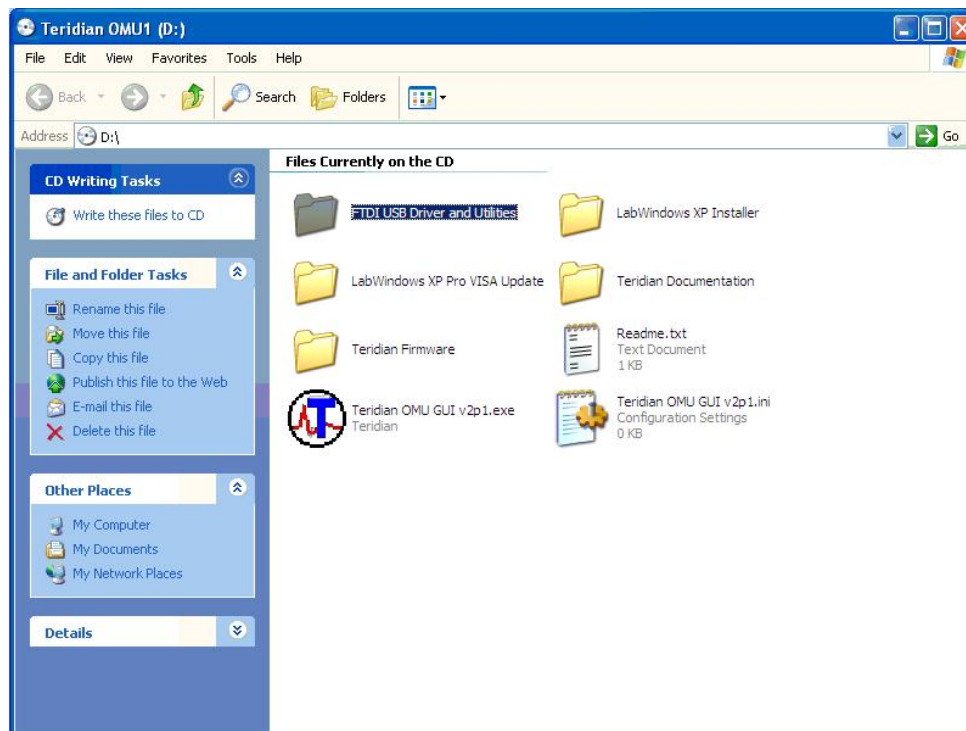 Teridian OMU1 (D:)
File Edit View Favorites Tools Help
Back Search Folders
Address D:\ Go
CD Writing Tasks
Write these files to CD
File and Folder Tasks
Rename this file
Move this file
Copy this file
Publish this file to the Web
E-mail this file
Delete this file
Other Places
My Computer
My Documents
My Network Places
Details
Files Currently on the CD
FTDI USB Driver and Utilities
LabWindows XP Installer
LabWindows XP Pro VISA Update
Teridian Documentation
Teridian Firmware
Readme.txt
Text Document
1 KB
Teridian OMU GUI v2p1.exe
Teridian
Teridian OMU GUI v2p1.ini
Configuration Settings
0 KB